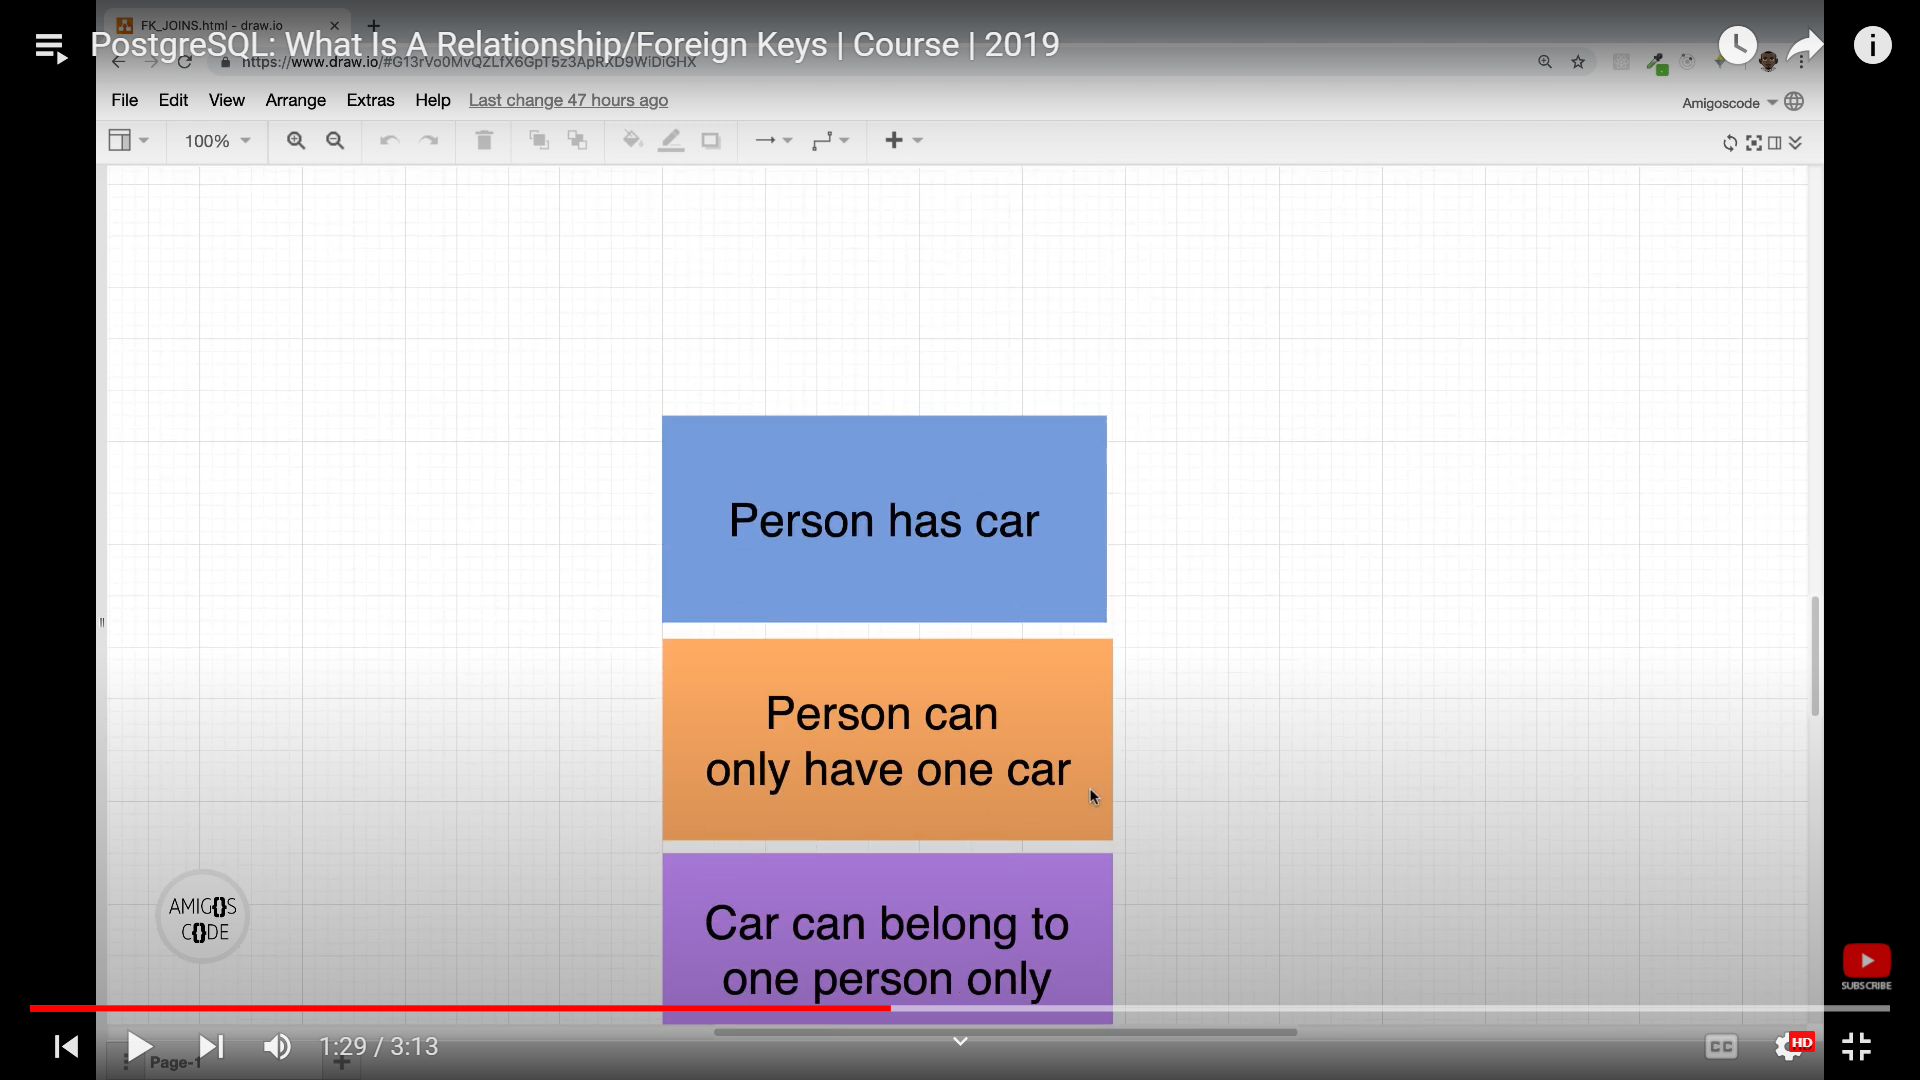 FK_JOINS.html - draw.io
PostgreSQL: What Is A Relationship/Foreign Keys | Course | 2019
https://www.draw.io/#G13rVo0MvQZLfX6GpT5z3ApRXD9WiDiGHX
File Edit View Arrange Extras Help Last change 47 hours ago
Amigoscode
100%
Person has car
Person can
only have one car
Car can belong to
one person only
AMIG{}S
C{}DE
SUBSCRIBE
1:29 / 3:13
CC
HD
Page-1